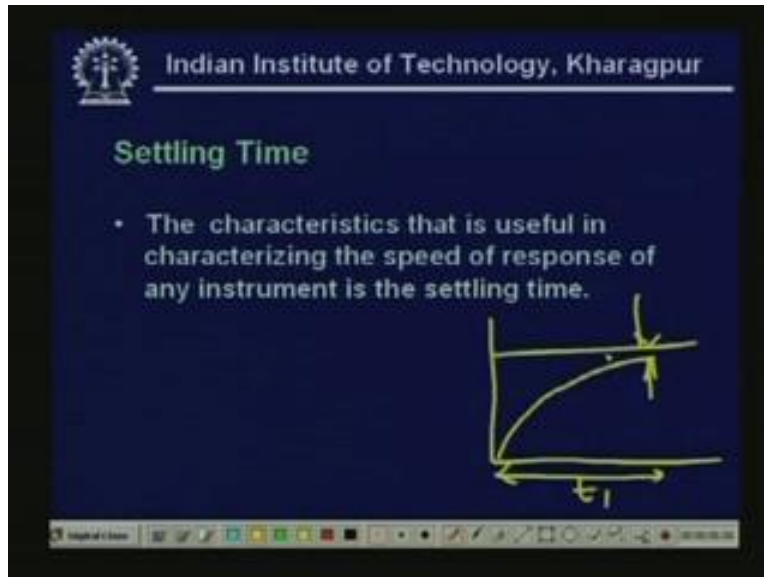 Indian Institute of Technology, Kharagpur
Settling Time
• The characteristics that is useful in
characterizing the speed of response of
any instrument is the settling time.
t1